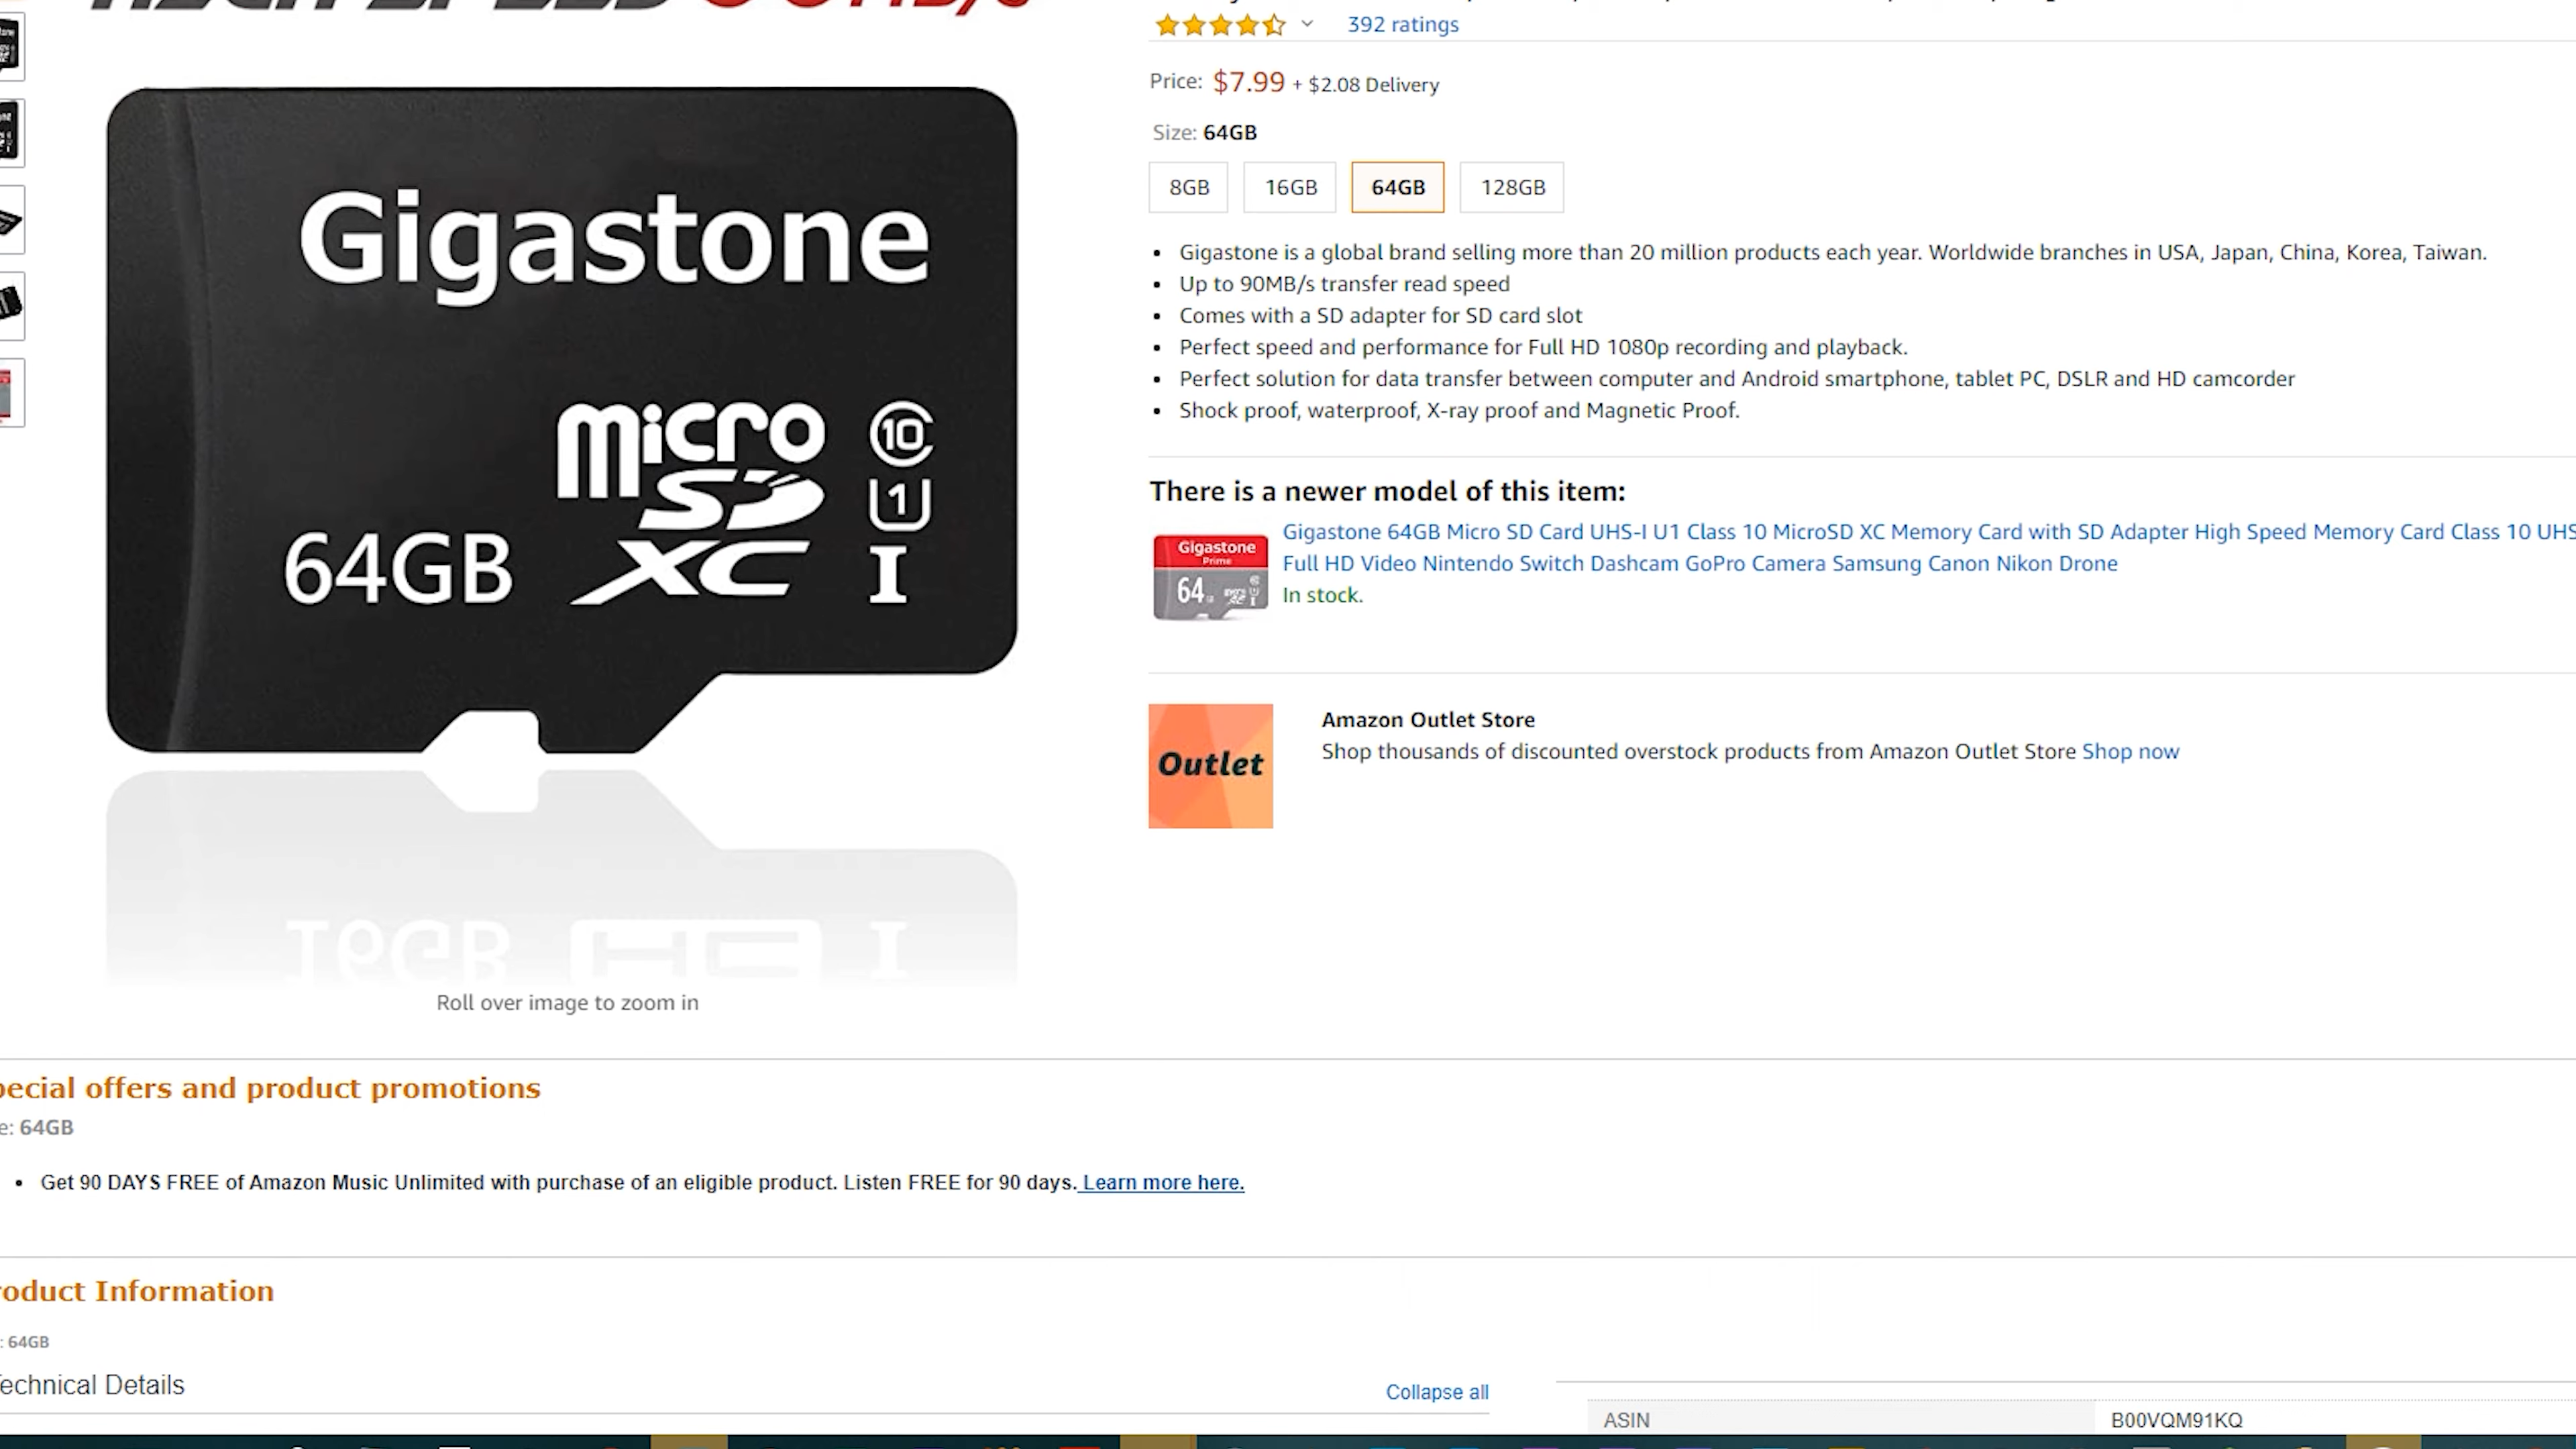 392 ratings
Price: $7.99 + $2.08 Delivery
Size: 64GB
8GB 16GB 64GB 128GB
Gigastone
micro
SD
XC
10
1
I
64GB
• Gigastone is a global brand selling more than 20 million products each year. Worldwide branches in USA, Japan, China, Korea, Taiwan.
• Up to 90MB/s transfer read speed
• Comes with a SD adapter for SD card slot
• Perfect speed and performance for Full HD 1080p recording and playback.
• Perfect solution for data transfer between computer and Android smartphone, tablet PC, DSLR and HD camcorder
• Shock proof, waterproof, X-ray proof and Magnetic Proof.
There is a newer model of this item:
Gigastone
Prime
64
Gigastone 64GB Micro SD Card UHS-I U1 Class 10 MicroSD XC Memory Card with SD Adapter High Speed Memory Card Class 10 UHS
Full HD Video Nintendo Switch Dashcam GoPro Camera Samsung Canon Nikon Drone
In stock.
Outlet
Amazon Outlet Store
Shop thousands of discounted overstock products from Amazon Outlet Store Shop now
Roll over image to zoom in
pecial offers and product promotions
e: 64GB
• Get 90 DAYS FREE of Amazon Music Unlimited with purchase of an eligible product. Listen FREE for 90 days. Learn more here.
oduct Information
: 64GB
echnical Details
Collapse all
ASIN B00VQM91KQ